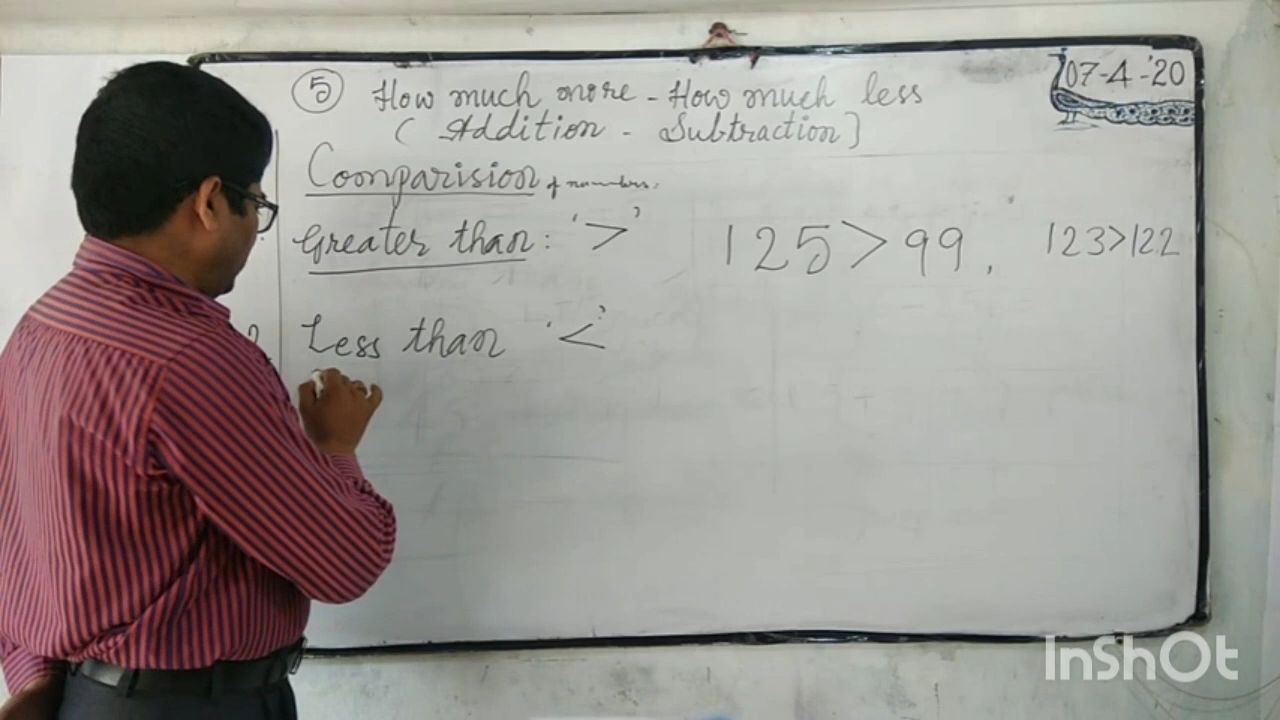 5 How much more - How much less
07-4-'20
( Addition - Subtraction ]
Comparision of numbers.
Greater than : '>' 125 > 99 , 123>122
2 Less than '<'
InShOt